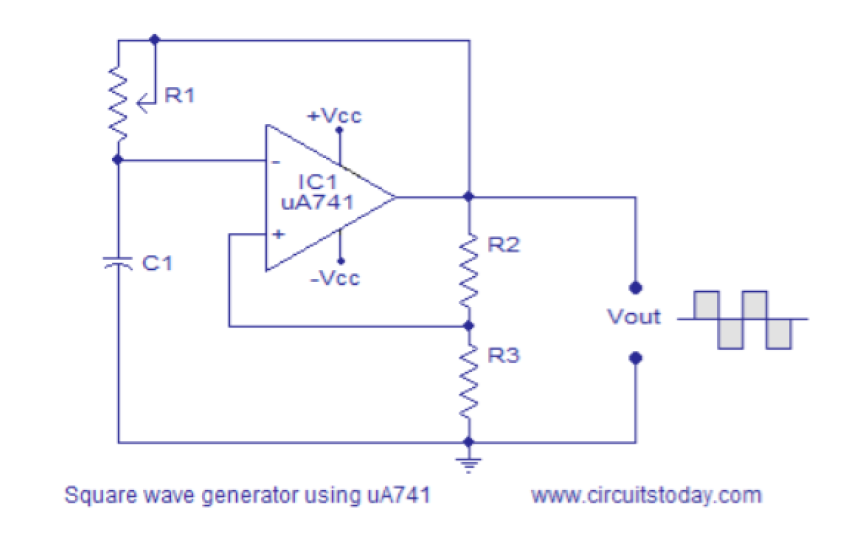 R1
+Vcc
-
IC1
uA741
+
-Vcc
C1
R2
R3
Vout
Square wave generator using uA741
www.circuitstoday.com